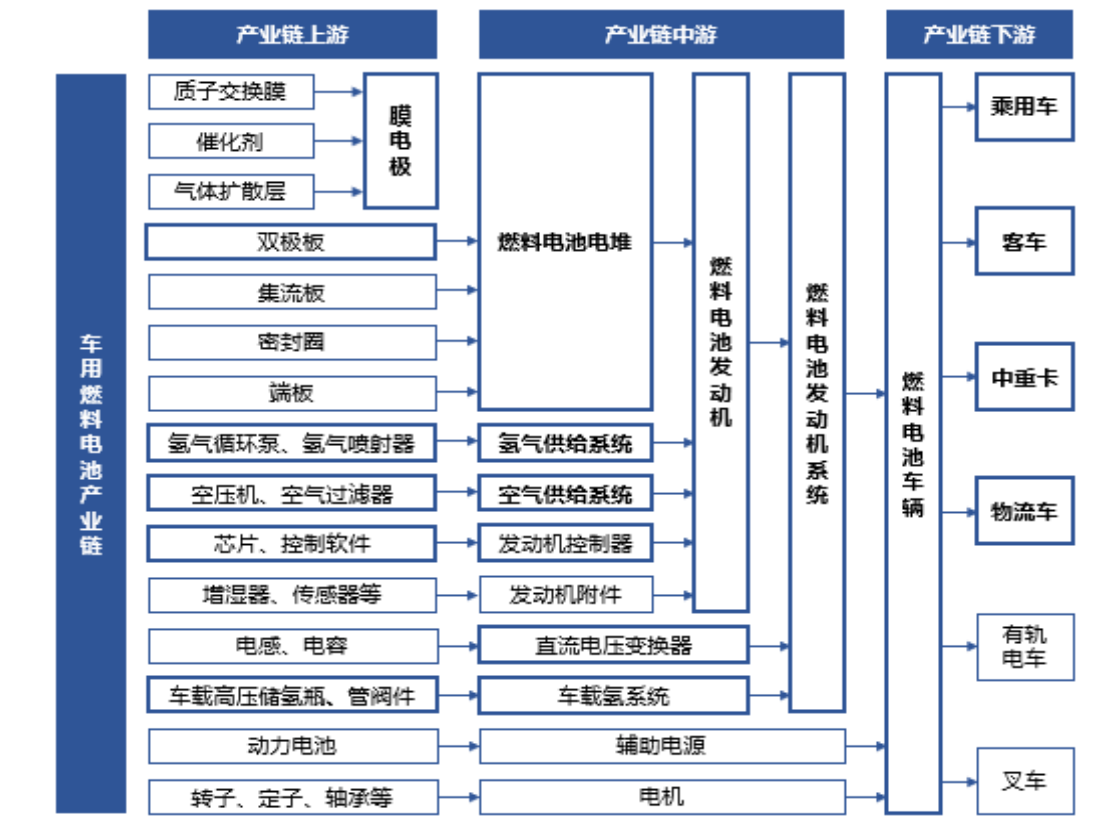 产业链上游
产业链中游
产业链下游
车用燃料电池产业链
质子交换膜
催化剂
气体扩散层
膜电极
双极板
集流板
密封圈
端板
氢气循环泵、氢气喷射器
空压机、空气过滤器
芯片、控制软件
增湿器、传感器等
电感、电容
车载高压储氢瓶、管阀件
动力电池
转子、定子、轴承等
燃料电池电堆
氢气供给系统
空气供给系统
发动机控制器
发动机附件
直流电压变换器
车载氢系统
辅助电源
电机
燃料电池发动机
燃料电池发动机系统
燃料电池车辆
乘用车
客车
中重卡
物流车
有轨
电车
叉车